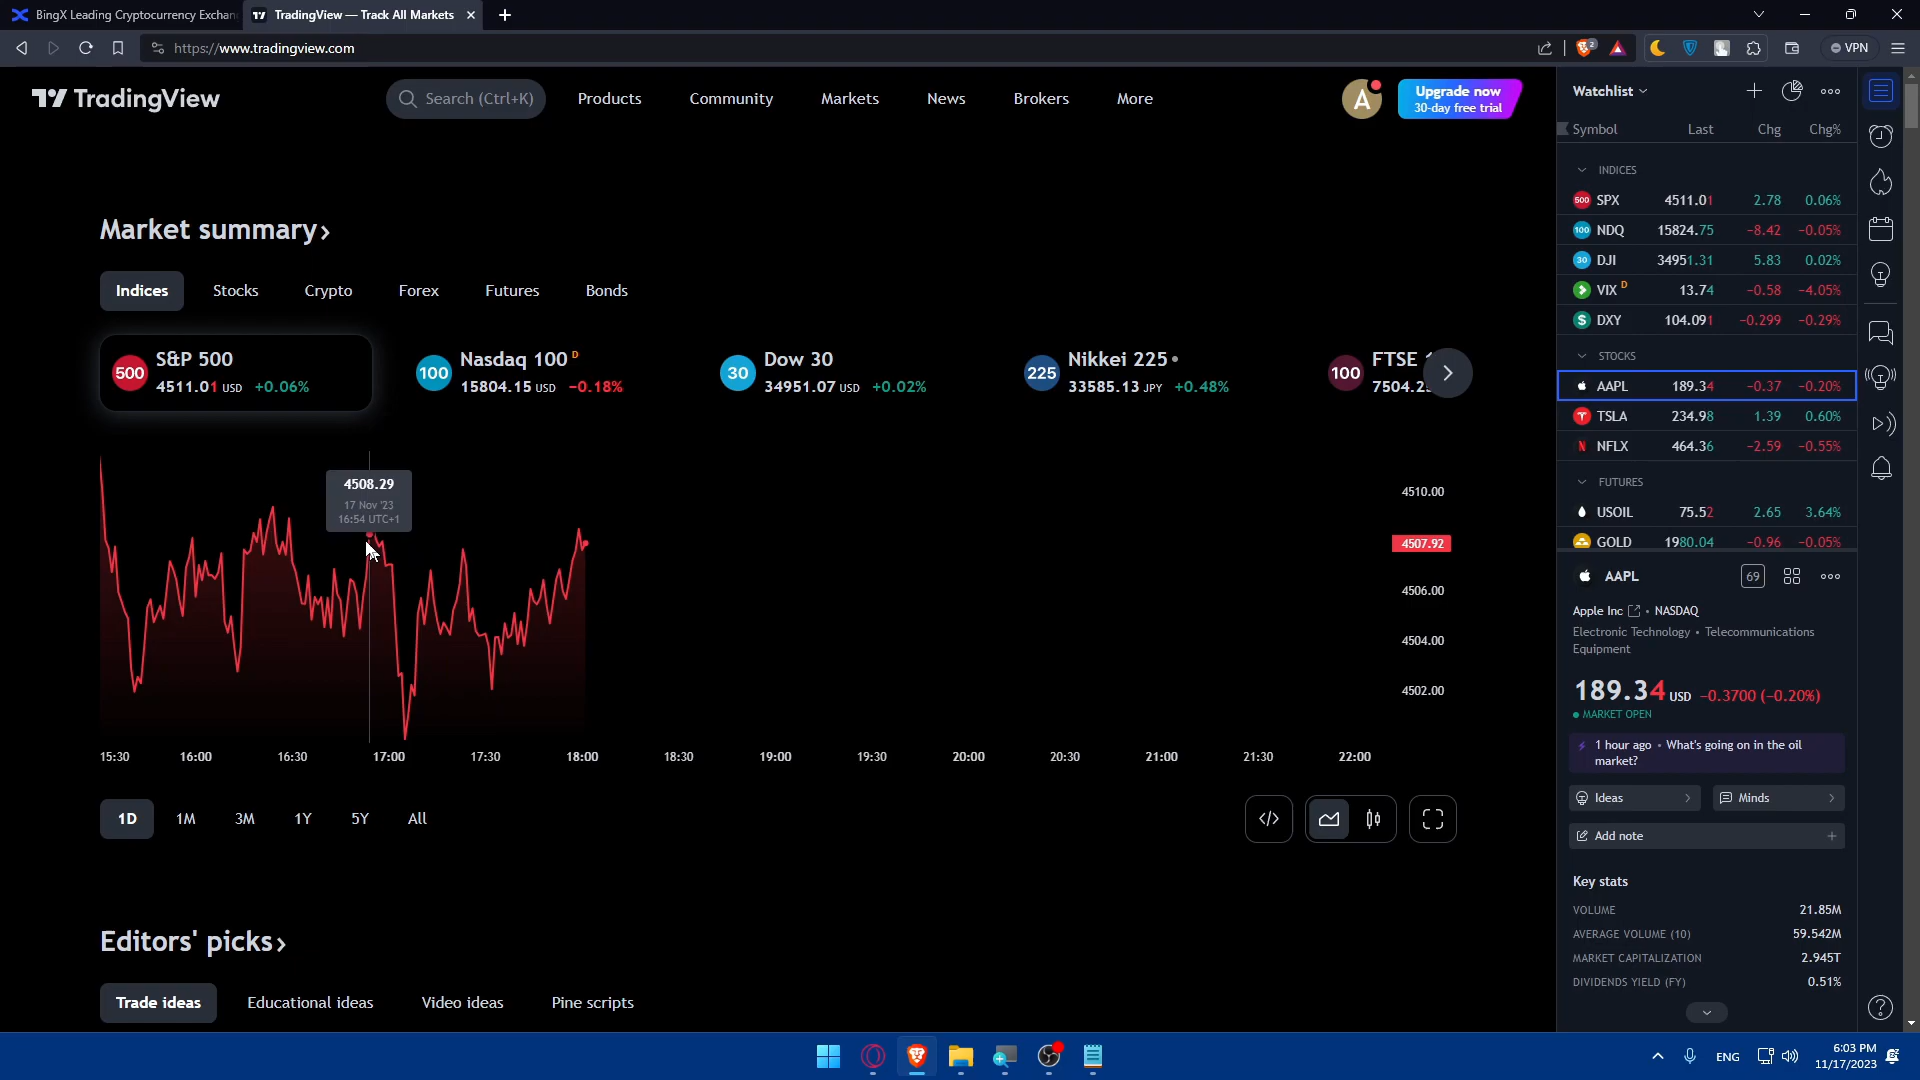 BingX Leading Cryptocurrency Exchan
TradingView — Track All Markets
https://www.tradingview.com
2
VPN
TradingView
Search (Ctrl+K)
Products
Community
Markets
News
Brokers
More
A
Upgrade now
30-day free trial
Market summary
Indices
Stocks
Crypto
Forex
Futures
Bonds
500
S&P 500
4511.01 USD +0.06%
100
Nasdaq 100 D
15804.15 USD −0.18%
30
Dow 30
34951.07 USD +0.02%
225
Nikkei 225
33585.13 JPY +0.48%
100
FTSE
4508.29
17 Nov '23
16:54 UTC+1
4510.00
4507.92
4506.00
4504.00
4502.00
15:30 16:00 16:30 17:00 17:30 18:00 18:30 19:00 19:30 20:00 20:30 21:00 21:30 22:00
1D 1M 3M 1Y 5Y All
Editors' picks
Trade ideas
Educational ideas
Video ideas
Pine scripts
Watchlist
Symbol Last Chg Chg%
INDICES
500 SPX 4511.01 2.78 0.06%
100 NDQ 15824.75 −8.42 −0.05%
30 DJI 34951.31 5.83 0.02%
VIX D 13.74 −0.58 −4.05%
$ DXY 104.091 −0.299 −0.29%
STOCKS
AAPL 189.34 −0.37 −0.20%
TSLA 234.98 1.39 0.60%
N NFLX 464.36 −2.59 −0.55%
FUTURES
USOIL 75.52 2.65 3.64%
GOLD 1980.04 −0.96 −0.05%
AAPL
69
Apple Inc • NASDAQ
Electronic Technology • Telecommunications
Equipment
189.34 USD −0.3700 (−0.20%)
MARKET OPEN
1 hour ago • What's going on in the oil
market?
Ideas
Minds
Add note
Key stats
VOLUME 21.85M
AVERAGE VOLUME (10) 59.542M
MARKET CAPITALIZATION 2.945T
DIVIDENDS YIELD (FY) 0.51%
ENG
6:03 PM
11/17/2023